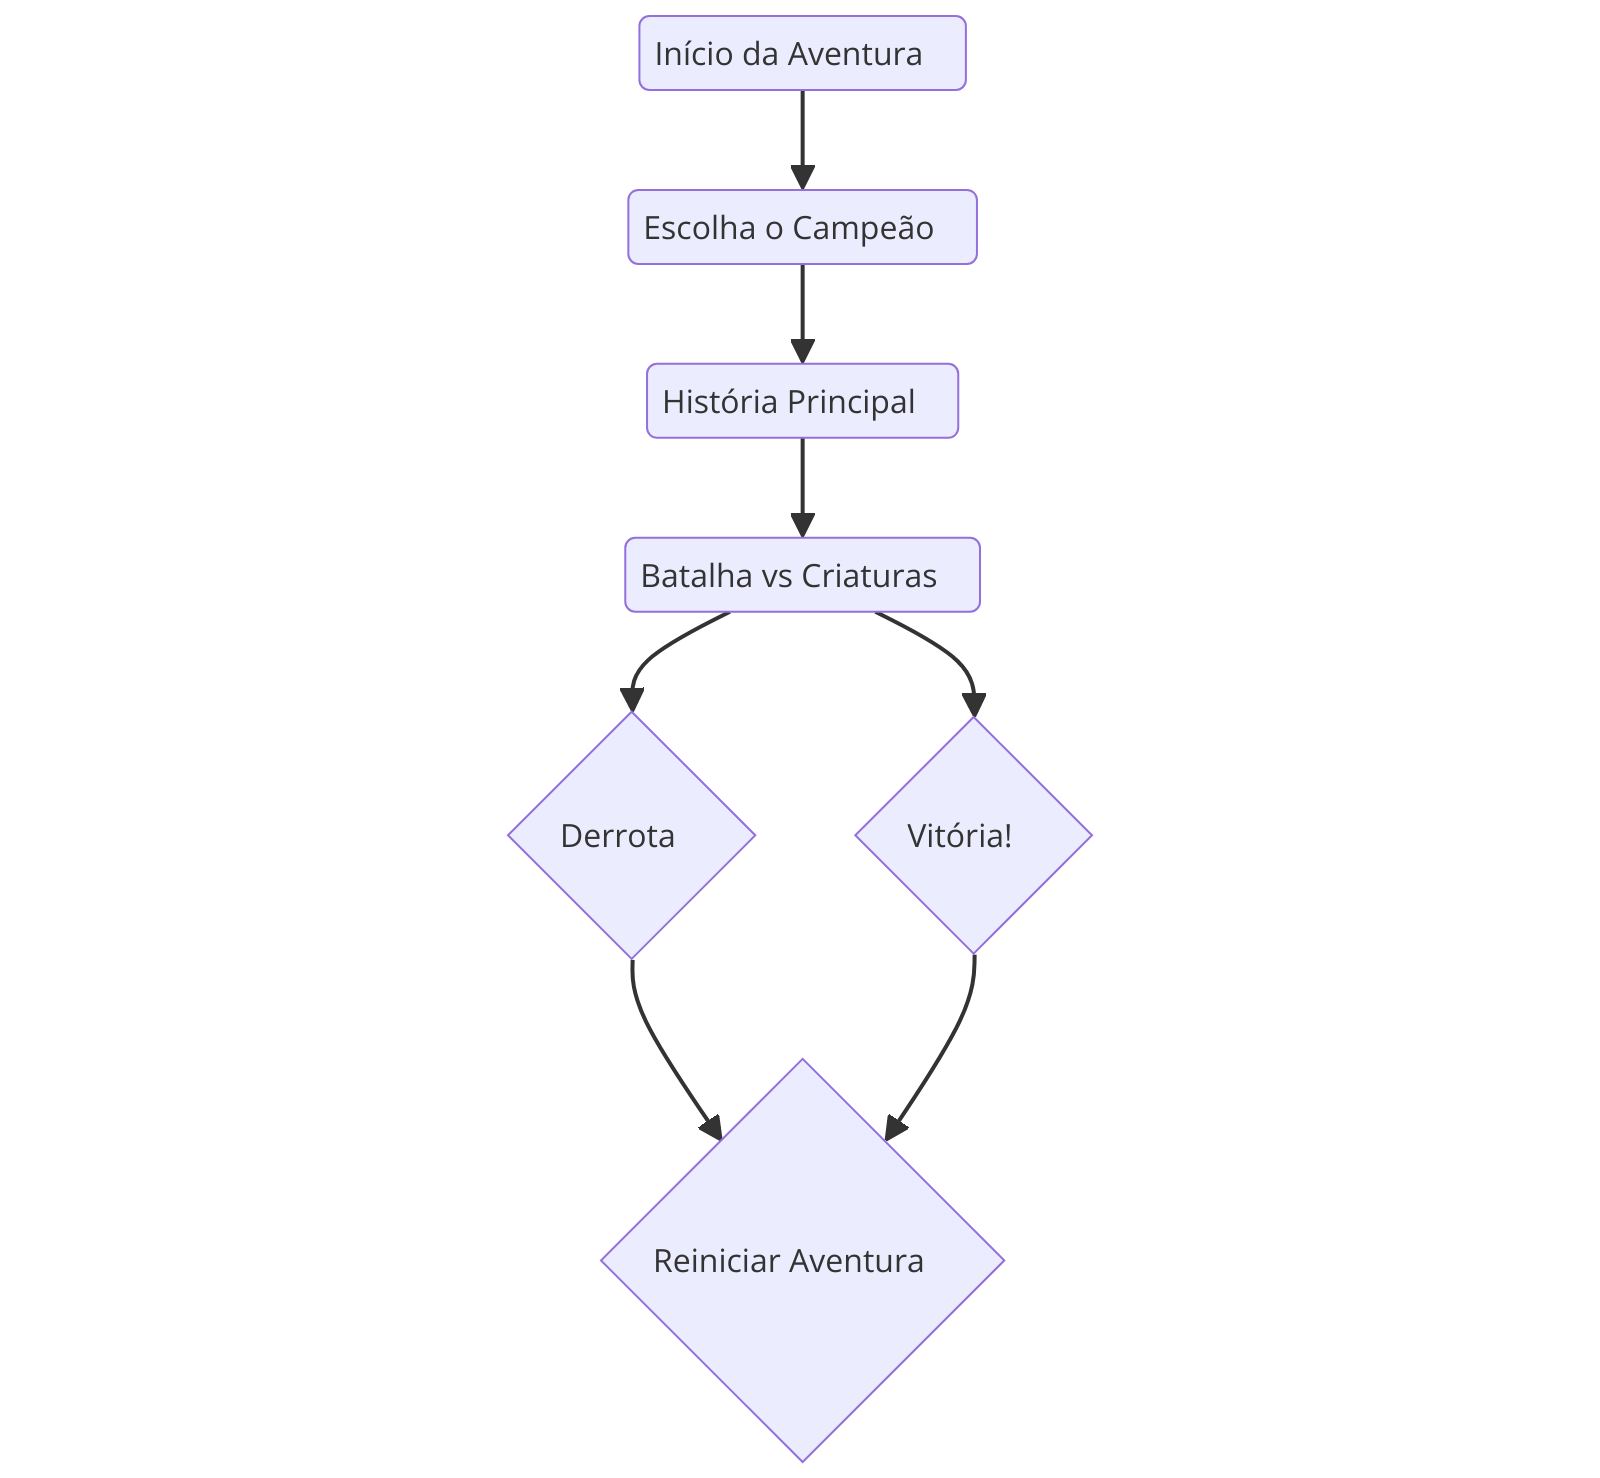 Início da Aventura
Escolha o Campeão
História Principal
Batalha vs Criaturas
Derrota
Vitória!
Reiniciar Aventura